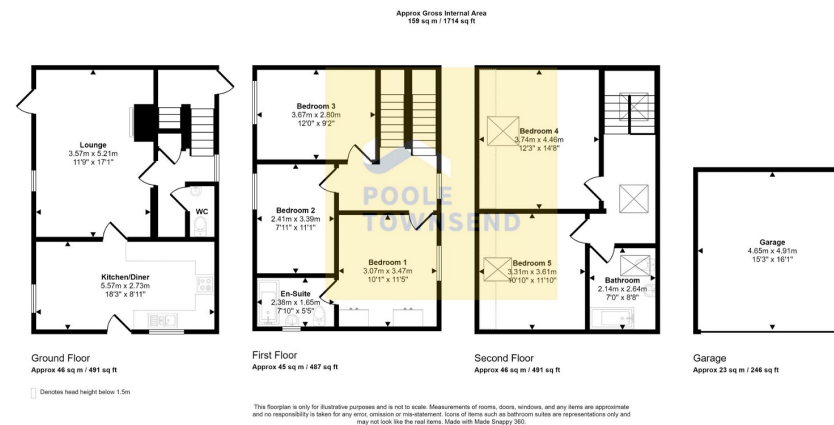 Approx Gross Internal Area
159 sq m / 1714 sq ft
Lounge
3.57m x 5.21m
11'9" x 17'1"
WC
Kitchen/Diner
5.57m x 2.73m
18'3" x 8'11"
Ground Floor
Approx 46 sq m / 491 sq ft
Denotes head height below 1.5m
Bedroom 3
3.67m x 2.80m
12'0" x 9'2"
Bedroom 2
2.41m x 3.39m
7'11" x 11'1"
Bedroom 1
3.07m x 3.47m
10'1" x 11'5"
En-Suite
2.38m x 1.65m
7'10" x 5'5"
First Floor
Approx 45 sq m / 487 sq ft
POOLE
TOWNSEND
Bedroom 4
3.74m x 4.46m
12'3" x 14'8"
Bedroom 5
3.31m x 3.61m
10'10" x 11'10"
Bathroom
2.14m x 2.64m
7'0" x 8'8"
Second Floor
Approx 46 sq m / 491 sq ft
Garage
4.65m x 4.91m
15'3" x 16'1"
Garage
Approx 23 sq m / 246 sq ft
This floorplan is only for illustrative purposes and is not to scale. Measurements of rooms, doors, windows, and any items are approximate
and no responsibility is taken for any error, omission or mis-statement. Icons of items such as bathroom suites are representations only and
may not look like the real items. Made with Made Snappy 360.